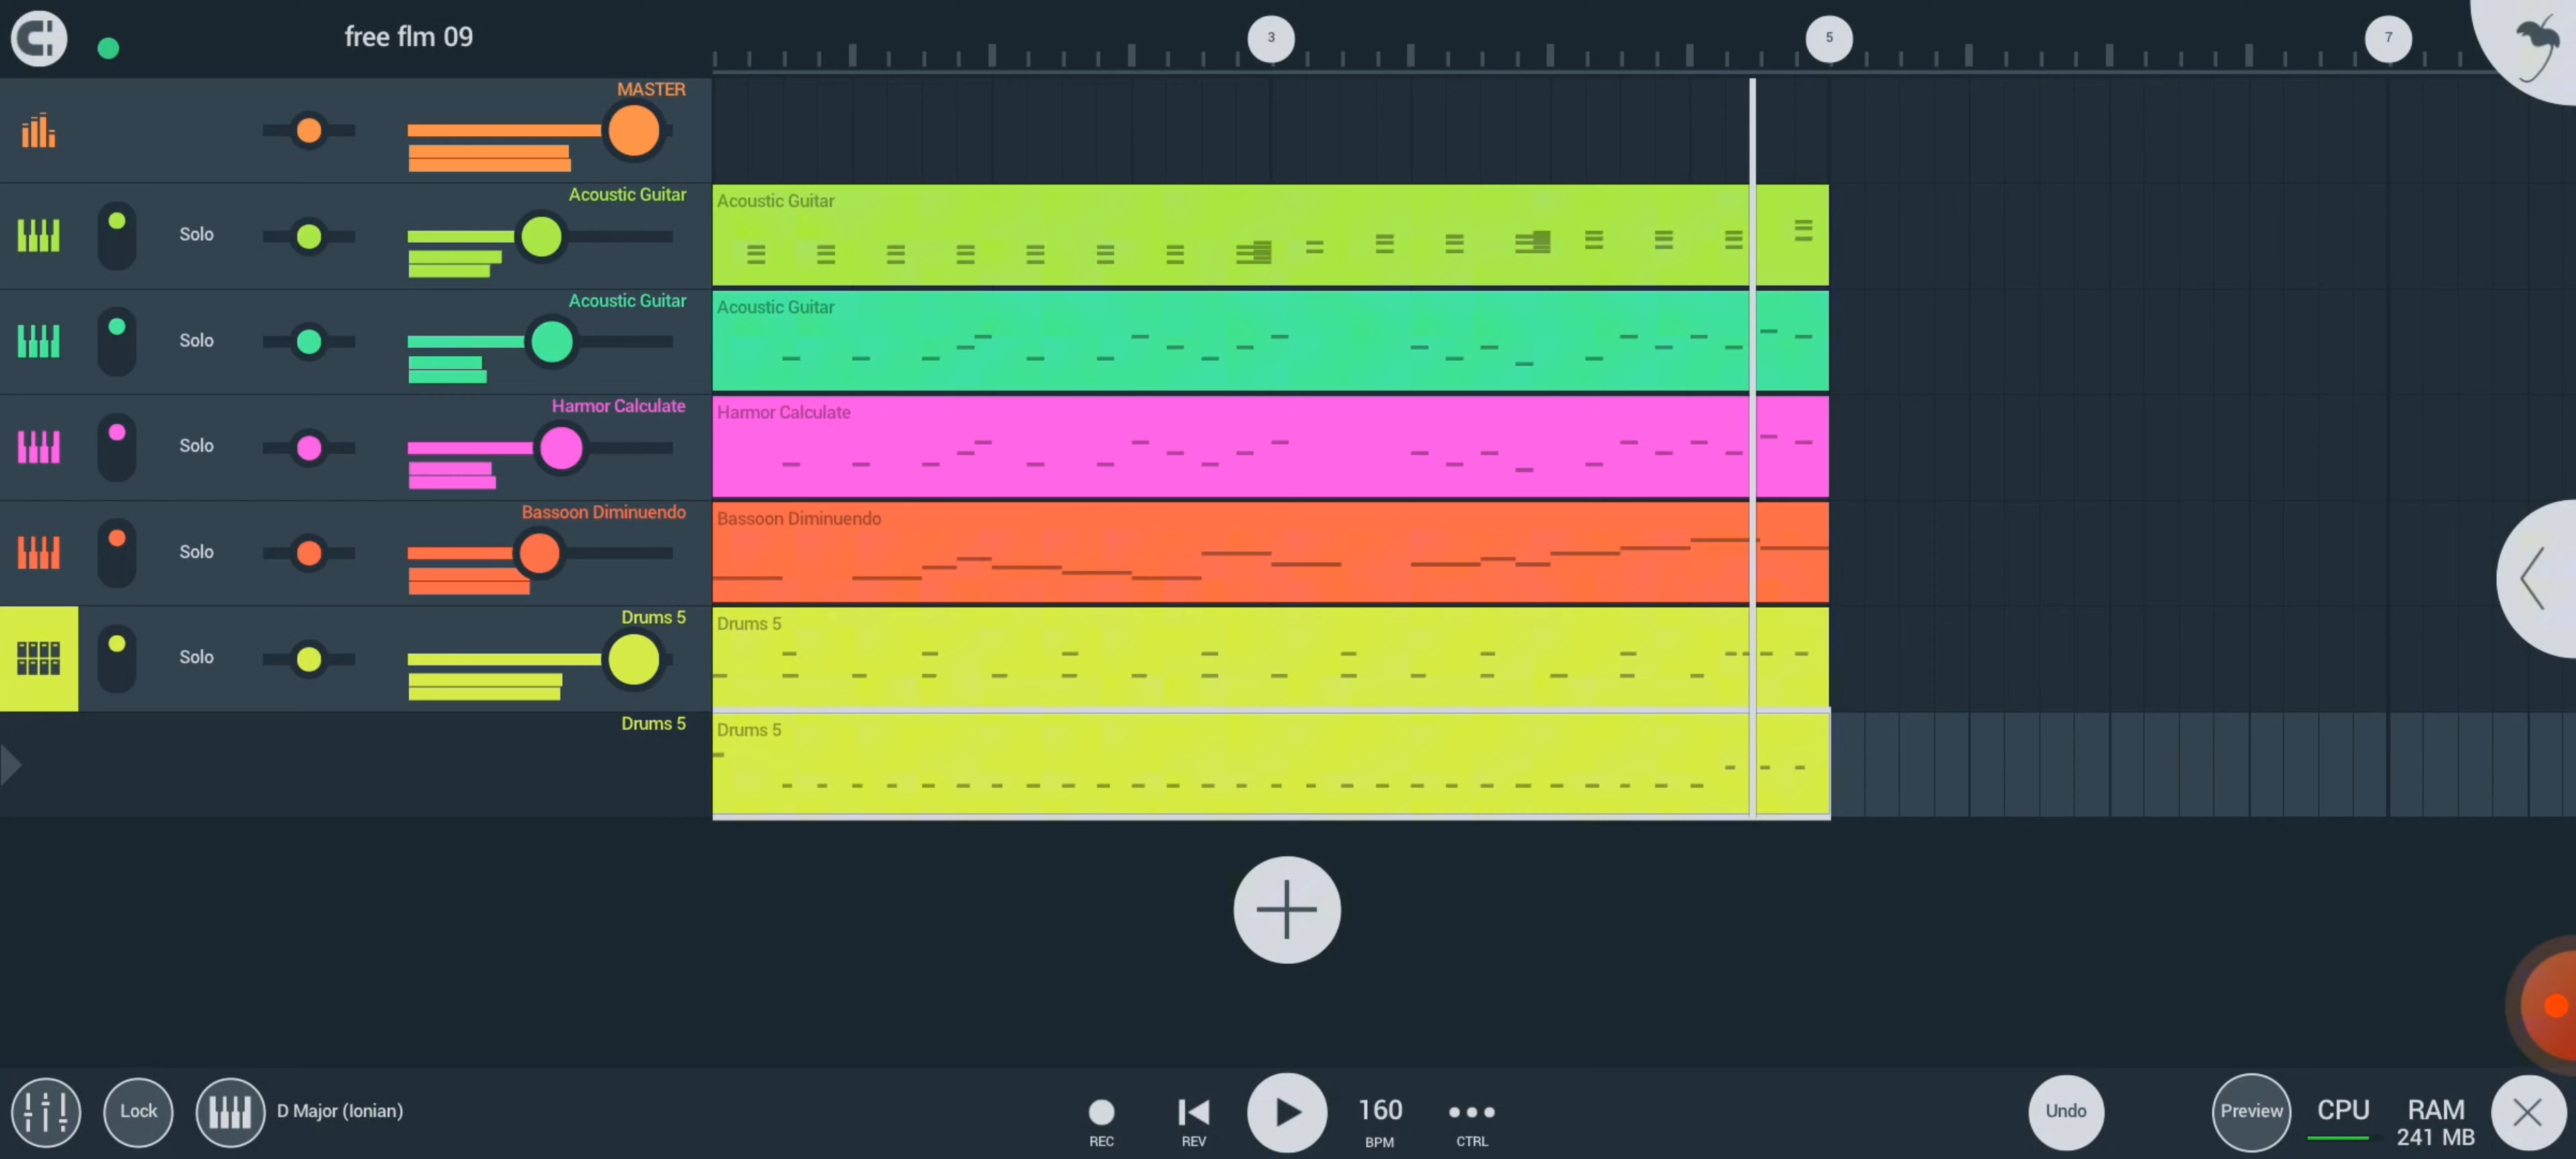 free flm 09
3
5
7
MASTER
Acoustic Guitar
Solo
Acoustic Guitar
Acoustic Guitar
Solo
Acoustic Guitar
Harmor Calculate
Solo
Harmor Calculate
Bassoon Diminuendo
Solo
Bassoon Diminuendo
Drums 5
Solo
Drums 5
Drums 5
Drums 5
Lock
D Major (Ionian)
REC
REV
160
BPM
CTRL
Undo
Preview
CPU
RAM
241 MB